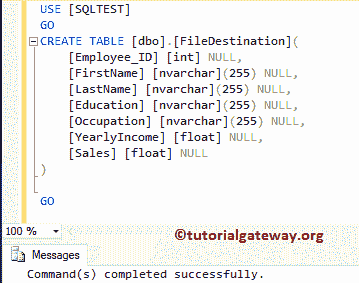 USE [SQLTEST]
GO
CREATE TABLE [dbo].[FileDestination](
[Employee_ID] [int] NULL,
[FirstName] [nvarchar](255) NULL,
[LastName] [nvarchar](255) NULL,
[Education] [nvarchar](255) NULL,
[Occupation] [nvarchar](255) NULL,
[YearlyIncome] [float] NULL,
[Sales] [float] NULL
)
GO
©tutorialgateway.org
100 %
Messages
Command(s) completed successfully.